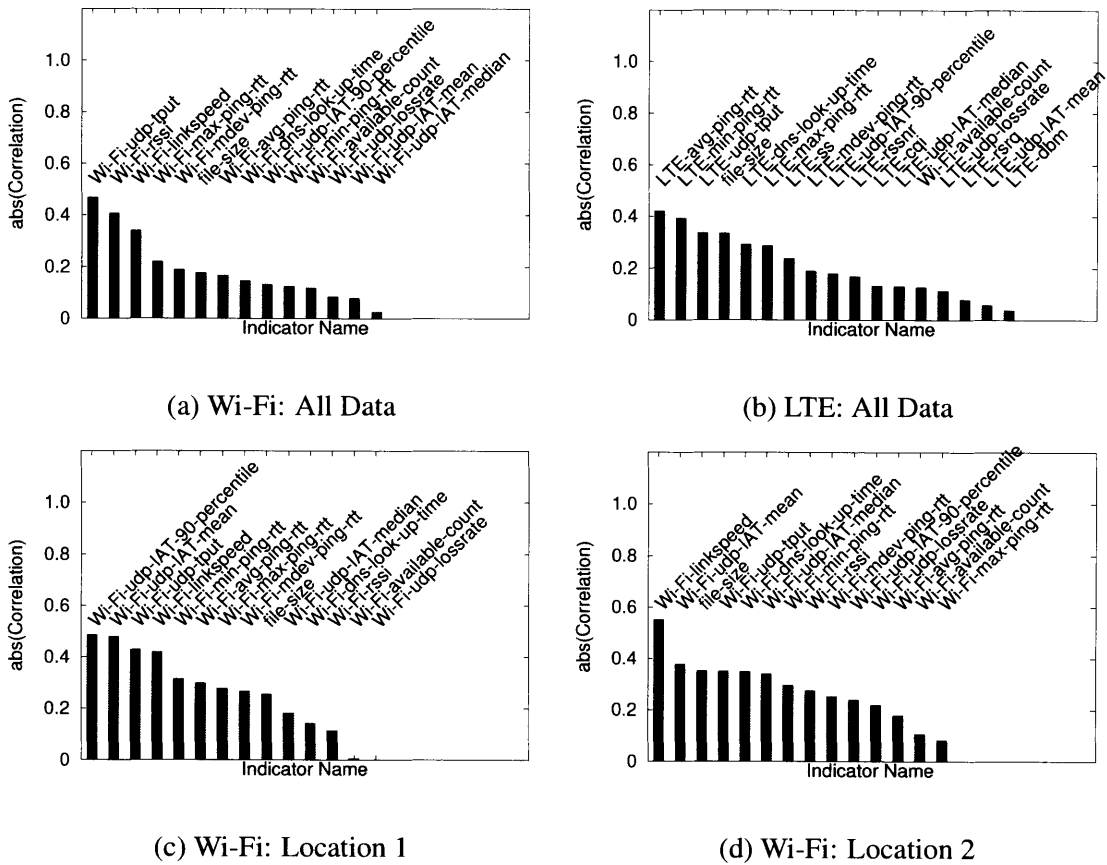 1.0
0.8
0.6
0.4
0.2
0
abs(Correlation)
Wi-Fi-udp-tput
Wi-Fi-rssi
Wi-Fi-linkspeed
Wi-Fi-max-ping-rtt
Wi-Fi-mdev-ping-rtt
file-size
Wi-Fi-avg-ping-rtt
Wi-Fi-dns-look-up-time
Wi-Fi-udp-IAT-90-percentile
Wi-Fi-min-ping-rtt
Wi-Fi-available-count
Wi-Fi-udp-lossrate
Wi-Fi-udp-IAT-mean
Wi-Fi-udp-IAT-median
Indicator Name
(a) Wi-Fi: All Data
1.0
0.8
0.6
0.4
0.2
0
abs(Correlation)
LTE-avg-ping-rtt
LTE-min-ping-rtt
LTE-udp-tput
file-size
LTE-dns-look-up-time
LTE-max-ping-rtt
LTE-ss
LTE-mdev-ping-rtt
LTE-udp-IAT-90-percentile
LTE-rssnr
LTE-cqi
LTE-udp-IAT-median
Wi-Fi-available-count
LTE-udp-lossrate
LTE-rsrq
LTE-udp-IAT-mean
LTE-dbm
Indicator Name
(b) LTE: All Data
1.0
0.8
0.6
0.4
0.2
0
abs(Correlation)
Wi-Fi-udp-IAT-90-percentile
Wi-Fi-udp-IAT-mean
Wi-Fi-udp-tput
Wi-Fi-linkspeed
Wi-Fi-min-ping-rtt
Wi-Fi-avg-ping-rtt
Wi-Fi-max-ping-rtt
Wi-Fi-mdev-ping-rtt
file-size
Wi-Fi-udp-IAT-median
Wi-Fi-dns-look-up-time
Wi-Fi-rssi
Wi-Fi-available-count
Wi-Fi-udp-lossrate
Indicator Name
(c) Wi-Fi: Location 1
1.0
0.8
0.6
0.4
0.2
0
abs(Correlation)
Wi-Fi-linkspeed
Wi-Fi-udp-IAT-mean
file-size
Wi-Fi-udp-tput
Wi-Fi-dns-look-up-time
Wi-Fi-udp-IAT-median
Wi-Fi-min-ping-rtt
Wi-Fi-rssi
Wi-Fi-mdev-ping-rtt
Wi-Fi-udp-IAT-90-percentile
Wi-Fi-udp-lossrate
Wi-Fi-avg-ping-rtt
Wi-Fi-available-count
Wi-Fi-max-ping-rtt
Indicator Name
(d) Wi-Fi: Location 2